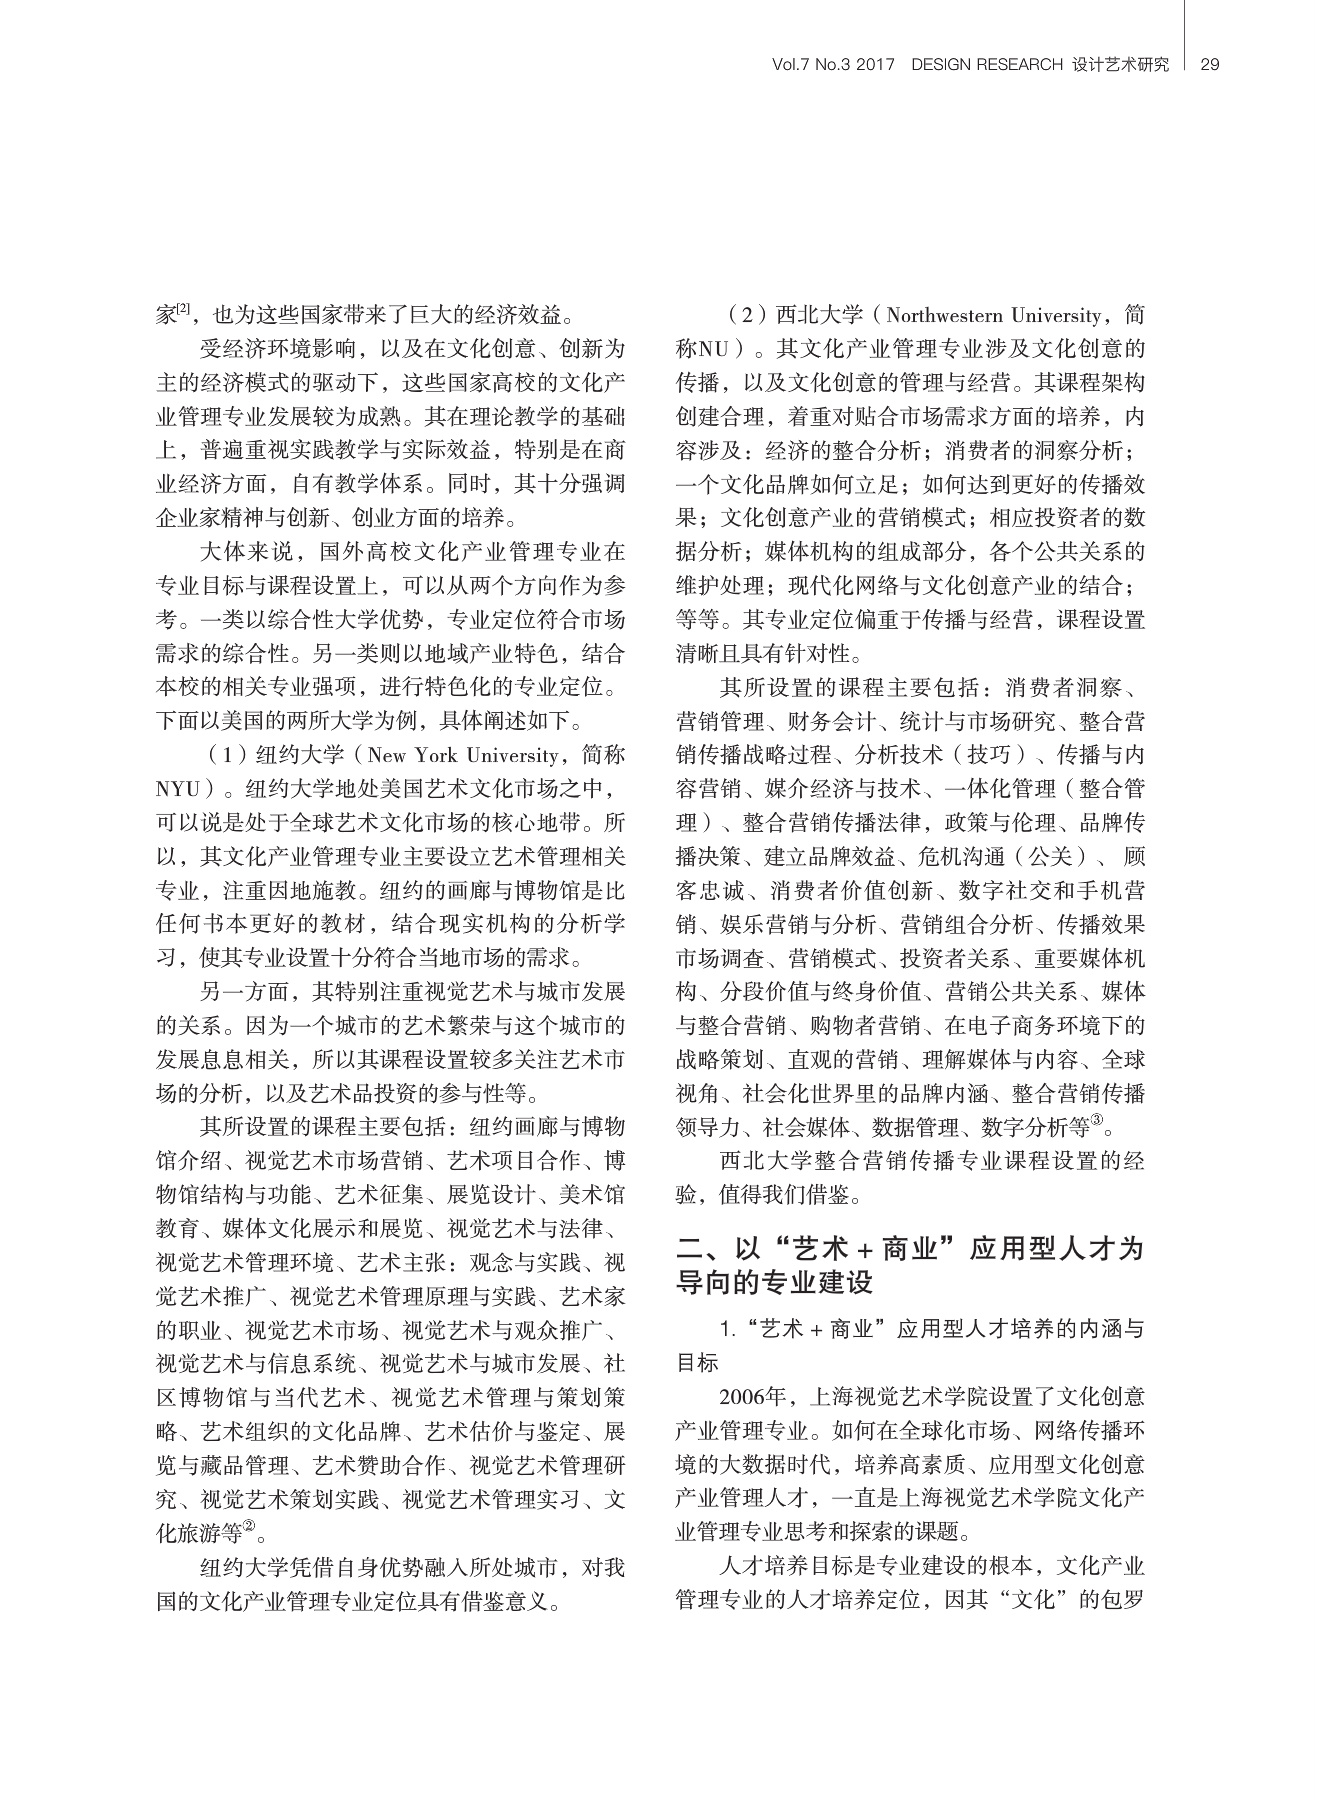 Vol.7 No.3 2017 DESIGN RESEARCH 设计艺术研究 29
家[2]，也为这些国家带来了巨大的经济效益。
受经济环境影响，以及在文化创意、创新为
主的经济模式的驱动下，这些国家高校的文化产
业管理专业发展较为成熟。其在理论教学的基础
上，普遍重视实践教学与实际效益，特别是在商
业经济方面，自有教学体系。同时，其十分强调
企业家精神与创新、创业方面的培养。
大体来说，国外高校文化产业管理专业在
专业目标与课程设置上，可以从两个方向作为参
考。一类以综合性大学优势，专业定位符合市场
需求的综合性。另一类则以地域产业特色，结合
本校的相关专业强项，进行特色化的专业定位。
下面以美国的两所大学为例，具体阐述如下。
（1）纽约大学（New York University，简称
NYU）。纽约大学地处美国艺术文化市场之中，
可以说是处于全球艺术文化市场的核心地带。所
以，其文化产业管理专业主要设立艺术管理相关
专业，注重因地施教。纽约的画廊与博物馆是比
任何书本更好的教材，结合现实机构的分析学
习，使其专业设置十分符合当地市场的需求。
另一方面，其特别注重视觉艺术与城市发展
的关系。因为一个城市的艺术繁荣与这个城市的
发展息息相关，所以其课程设置较多关注艺术市
场的分析，以及艺术品投资的参与性等。
其所设置的课程主要包括：纽约画廊与博物
馆介绍、视觉艺术市场营销、艺术项目合作、博
物馆结构与功能、艺术征集、展览设计、美术馆
教育、媒体文化展示和展览、视觉艺术与法律、
视觉艺术管理环境、艺术主张：观念与实践、视
觉艺术推广、视觉艺术管理原理与实践、艺术家
的职业、视觉艺术市场、视觉艺术与观众推广、
视觉艺术与信息系统、视觉艺术与城市发展、社
区博物馆与当代艺术、视觉艺术管理与策划策
略、艺术组织的文化品牌、艺术估价与鉴定、展
览与藏品管理、艺术赞助合作、视觉艺术管理研
究、视觉艺术策划实践、视觉艺术管理实习、文
化旅游等②。
纽约大学凭借自身优势融入所处城市，对我
国的文化产业管理专业定位具有借鉴意义。
（2）西北大学（Northwestern University，简
称NU）。其文化产业管理专业涉及文化创意的
传播，以及文化创意的管理与经营。其课程架构
创建合理，着重对贴合市场需求方面的培养，内
容涉及：经济的整合分析；消费者的洞察分析；
一个文化品牌如何立足；如何达到更好的传播效
果；文化创意产业的营销模式；相应投资者的数
据分析；媒体机构的组成部分，各个公共关系的
维护处理；现代化网络与文化创意产业的结合；
等等。其专业定位偏重于传播与经营，课程设置
清晰且具有针对性。
其所设置的课程主要包括：消费者洞察、
营销管理、财务会计、统计与市场研究、整合营
销传播战略过程、分析技术（技巧）、传播与内
容营销、媒介经济与技术、一体化管理（整合管
理）、整合营销传播法律，政策与伦理、品牌传
播决策、建立品牌效益、危机沟通（公关）、 顾
客忠诚、消费者价值创新、数字社交和手机营
销、娱乐营销与分析、营销组合分析、传播效果
市场调查、营销模式、投资者关系、重要媒体机
构、分段价值与终身价值、营销公共关系、媒体
与整合营销、购物者营销、在电子商务环境下的
战略策划、直观的营销、理解媒体与内容、全球
视角、社会化世界里的品牌内涵、整合营销传播
领导力、社会媒体、数据管理、数字分析等③。
西北大学整合营销传播专业课程设置的经
验，值得我们借鉴。
二、以“艺术 + 商业”应用型人才为
导向的专业建设
1.“艺术 + 商业”应用型人才培养的内涵与
目标
2006年，上海视觉艺术学院设置了文化创意
产业管理专业。如何在全球化市场、网络传播环
境的大数据时代，培养高素质、应用型文化创意
产业管理人才，一直是上海视觉艺术学院文化产
业管理专业思考和探索的课题。
人才培养目标是专业建设的根本，文化产业
管理专业的人才培养定位，因其“文化”的包罗